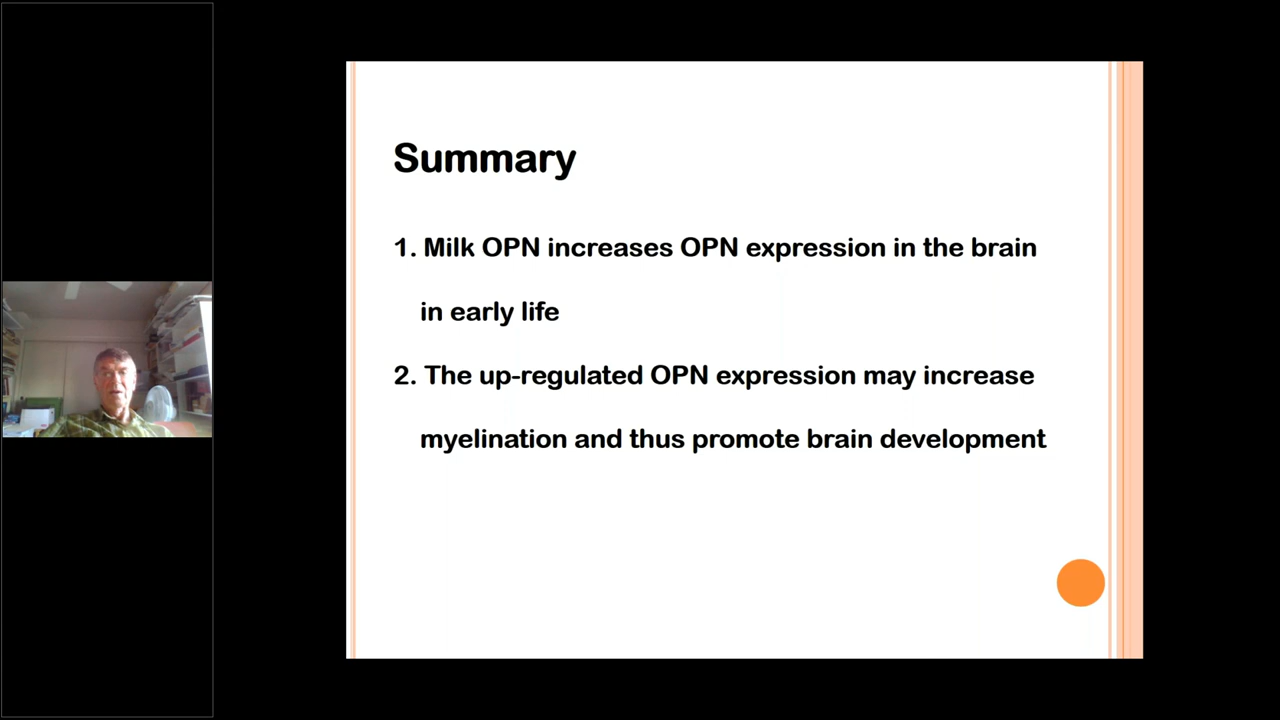 Summary
1. Milk OPN increases OPN expression in the brain
in early life
2. The up-regulated OPN expression may increase
myelination and thus promote brain development